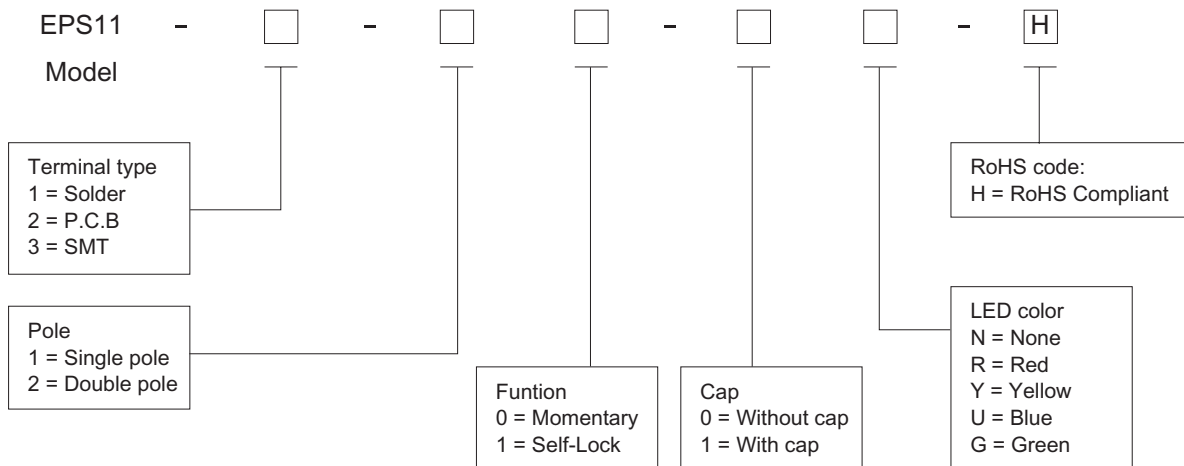 EPS11 - - - - H
Model
Terminal type
1 = Solder
2 = P.C.B
3 = SMT
RoHS code:
H = RoHS Compliant
Pole
1 = Single pole
2 = Double pole
Funtion
0 = Momentary
1 = Self-Lock
Cap
0 = Without cap
1 = With cap
LED color
N = None
R = Red
Y = Yellow
U = Blue
G = Green